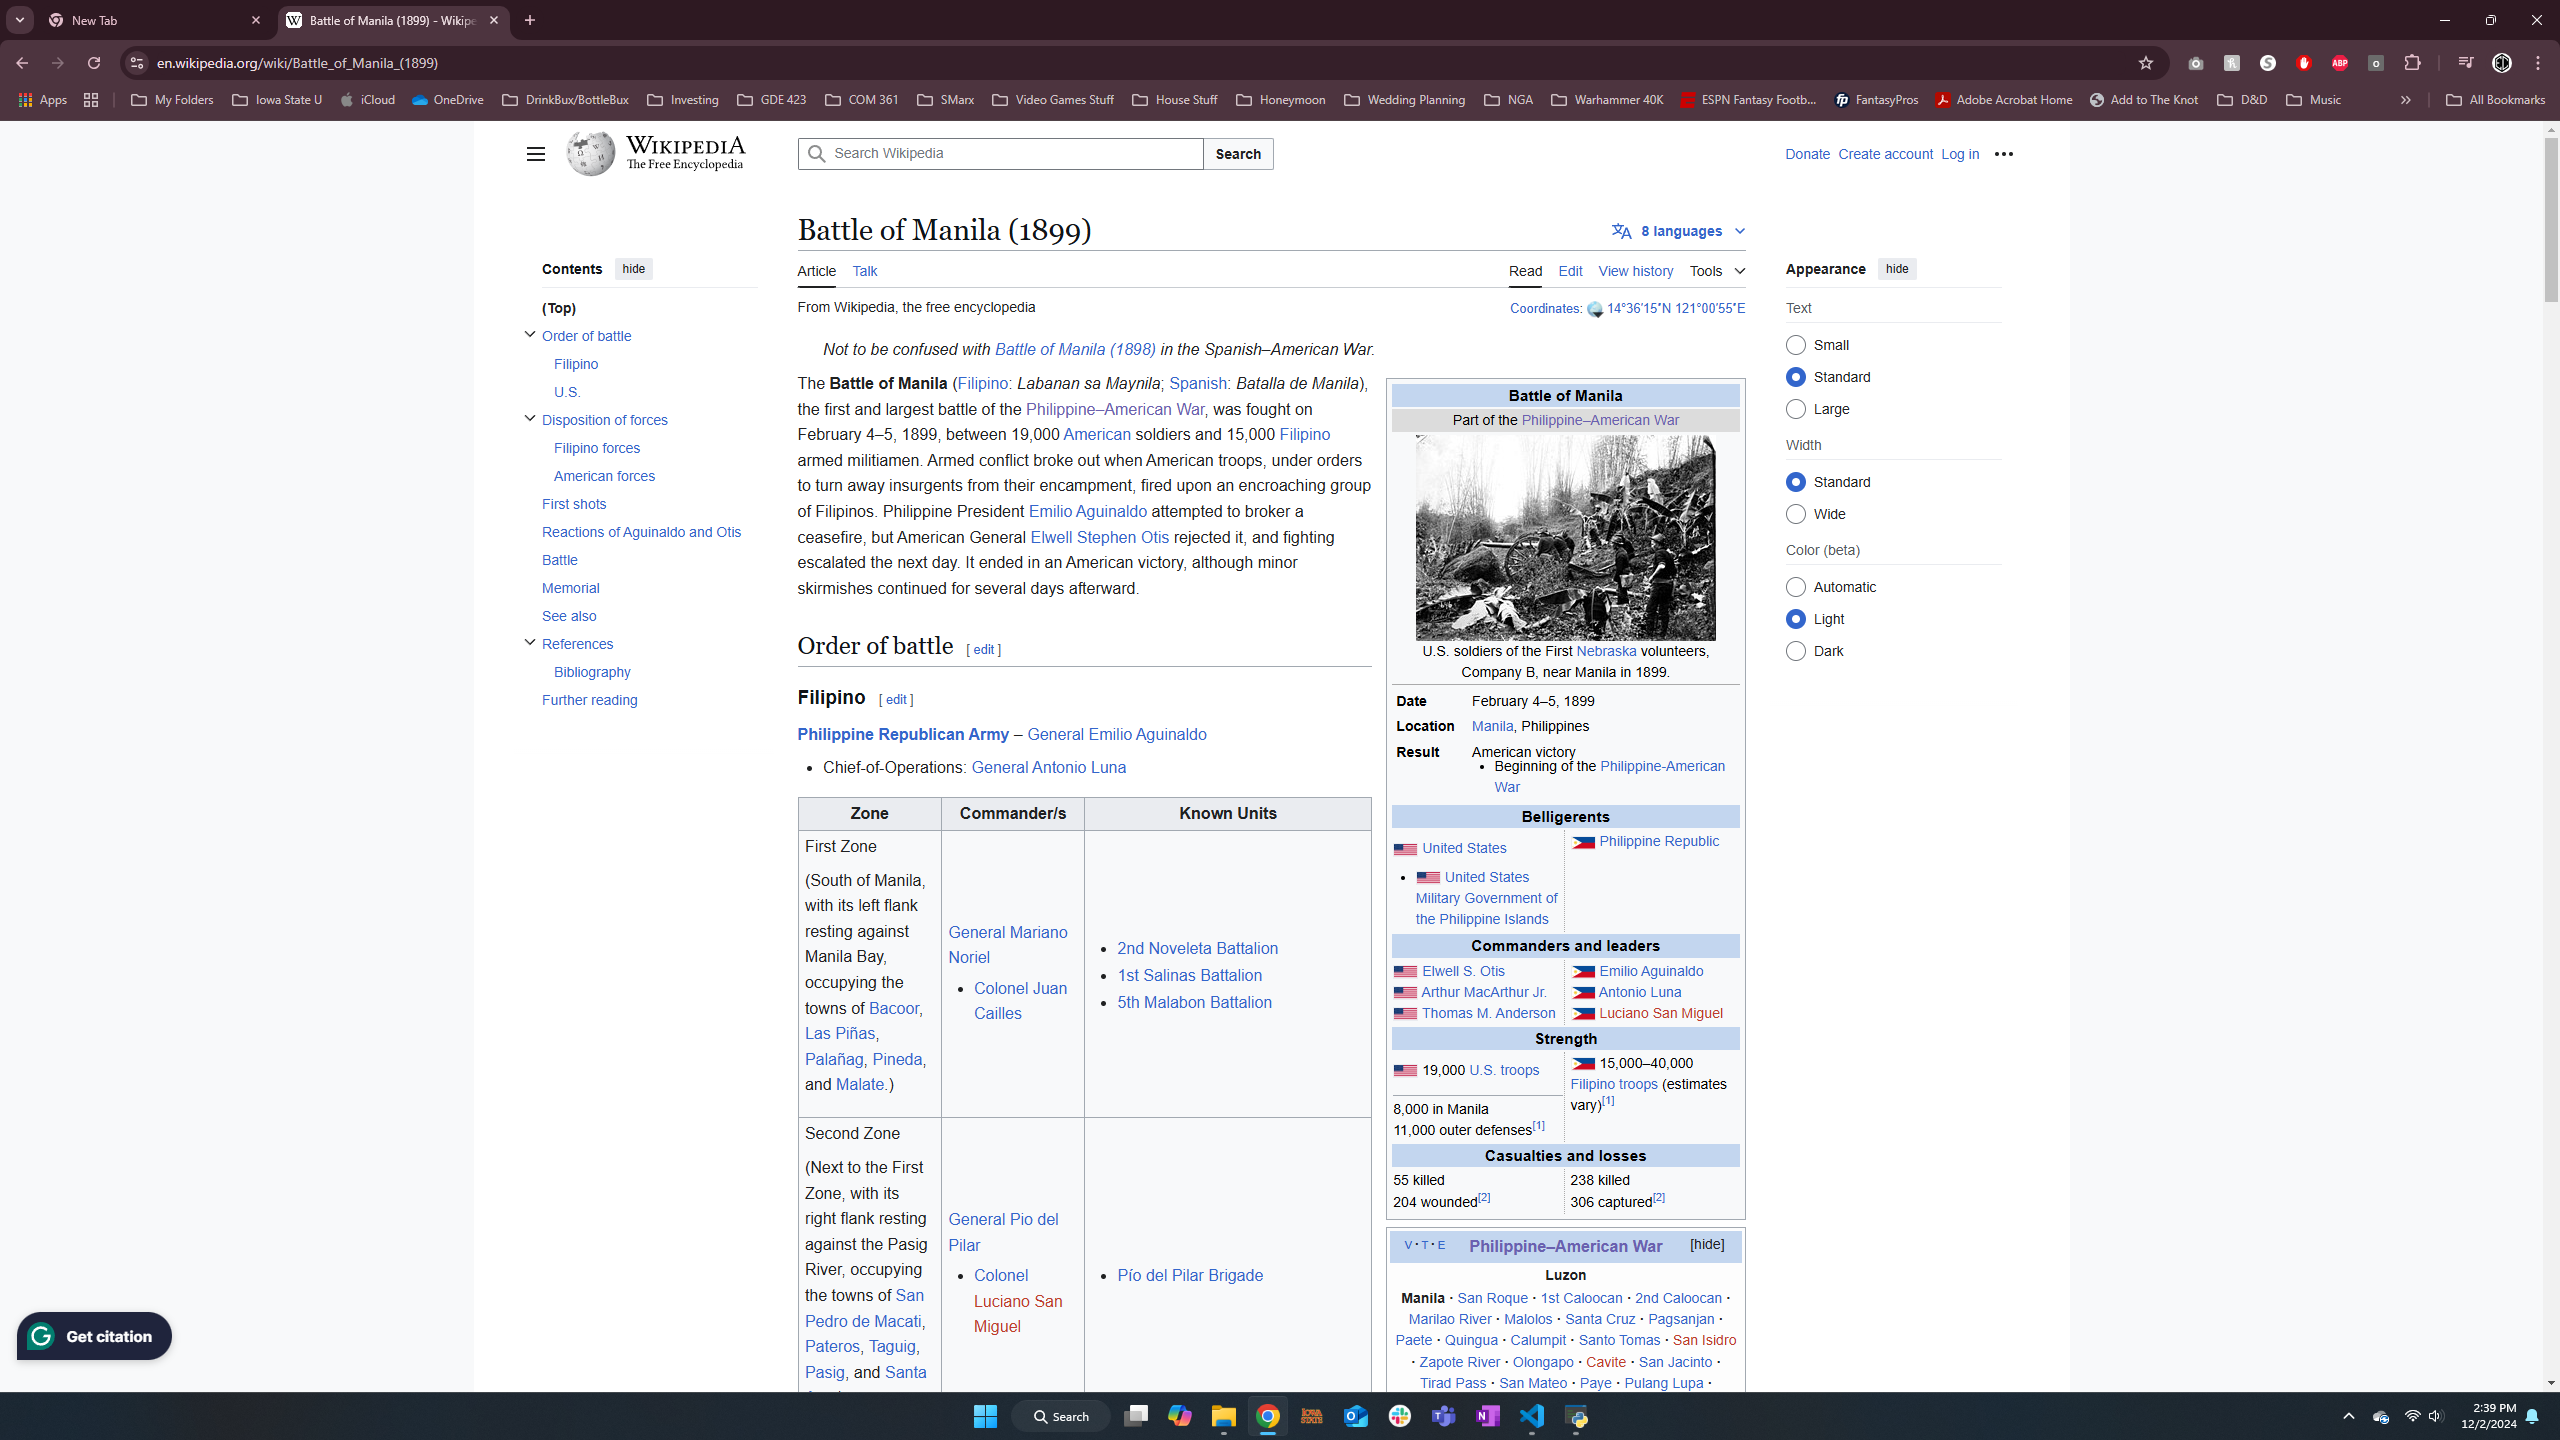 New Tab
Battle of Manila (1899) - Wikipe
en.wikipedia.org/wiki/Battle_of_Manila_(1899)
Apps
My Folders
Iowa State U
iCloud
OneDrive
DrinkBux/BottleBux
Investing
GDE 423
COM 361
SMarx
Video Games Stuff
House Stuff
Honeymoon
Wedding Planning
NGA
Warhammer 40K
ESPN Fantasy Footb...
FantasyPros
Adobe Acrobat Home
Add to The Knot
D&D
Music
All Bookmarks
WIKIPEDIA
The Free Encyclopedia
Search Wikipedia
Search
Donate Create account Log in
Battle of Manila (1899)
8 languages
Article Talk
Read Edit View history Tools
From Wikipedia, the free encyclopedia
Coordinates: 14°36′15″N 121°00′55″E
Contents hide
(Top)
Order of battle
Filipino
U.S.
Disposition of forces
Filipino forces
American forces
First shots
Reactions of Aguinaldo and Otis
Battle
Memorial
See also
References
Bibliography
Further reading
Not to be confused with Battle of Manila (1898) in the Spanish–American War.
The Battle of Manila (Filipino: Labanan sa Maynila; Spanish: Batalla de Manila),
the first and largest battle of the Philippine–American War, was fought on
February 4–5, 1899, between 19,000 American soldiers and 15,000 Filipino
armed militiamen. Armed conflict broke out when American troops, under orders
to turn away insurgents from their encampment, fired upon an encroaching group
of Filipinos. Philippine President Emilio Aguinaldo attempted to broker a
ceasefire, but American General Elwell Stephen Otis rejected it, and fighting
escalated the next day. It ended in an American victory, although minor
skirmishes continued for several days afterward.
Order of battle [ edit ]
Filipino [ edit ]
Philippine Republican Army – General Emilio Aguinaldo
• Chief-of-Operations: General Antonio Luna
Zone
Commander/s
Known Units
First Zone
(South of Manila,
with its left flank
resting against
Manila Bay,
occupying the
towns of Bacoor,
Las Piñas,
Palañag, Pineda,
and Malate.)
General Mariano
Noriel
• Colonel Juan
Cailles
• 2nd Noveleta Battalion
• 1st Salinas Battalion
• 5th Malabon Battalion
Second Zone
(Next to the First
Zone, with its
right flank resting
against the Pasig
River, occupying
the towns of San
Pedro de Macati,
Pateros, Taguig,
Pasig, and Santa
General Pio del
Pilar
• Colonel
Luciano San
Miguel
• Pío del Pilar Brigade
Battle of Manila
Part of the Philippine–American War
U.S. soldiers of the First Nebraska volunteers,
Company B, near Manila in 1899.
Date February 4–5, 1899
Location Manila, Philippines
Result American victory
• Beginning of the Philippine-American
War
Belligerents
United States
• United States
Military Government of
the Philippine Islands
Philippine Republic
Commanders and leaders
Elwell S. Otis
Arthur MacArthur Jr.
Thomas M. Anderson
Emilio Aguinaldo
Antonio Luna
Luciano San Miguel
Strength
19,000 U.S. troops
8,000 in Manila
11,000 outer defenses[1]
15,000–40,000
Filipino troops (estimates
vary)[1]
Casualties and losses
55 killed
204 wounded[2]
238 killed
306 captured[2]
V · T · E Philippine–American War [hide]
Luzon
Manila · San Roque · 1st Caloocan · 2nd Caloocan ·
Marilao River · Malolos · Santa Cruz · Pagsanjan ·
Paete · Quingua · Calumpit · Santo Tomas · San Isidro
· Zapote River · Olongapo · Cavite · San Jacinto ·
Tirad Pass · San Mateo · Paye · Pulang Lupa ·
Appearance hide
Text
Small
Standard
Large
Width
Standard
Wide
Color (beta)
Automatic
Light
Dark
Get citation
Search
2:39 PM
12/2/2024